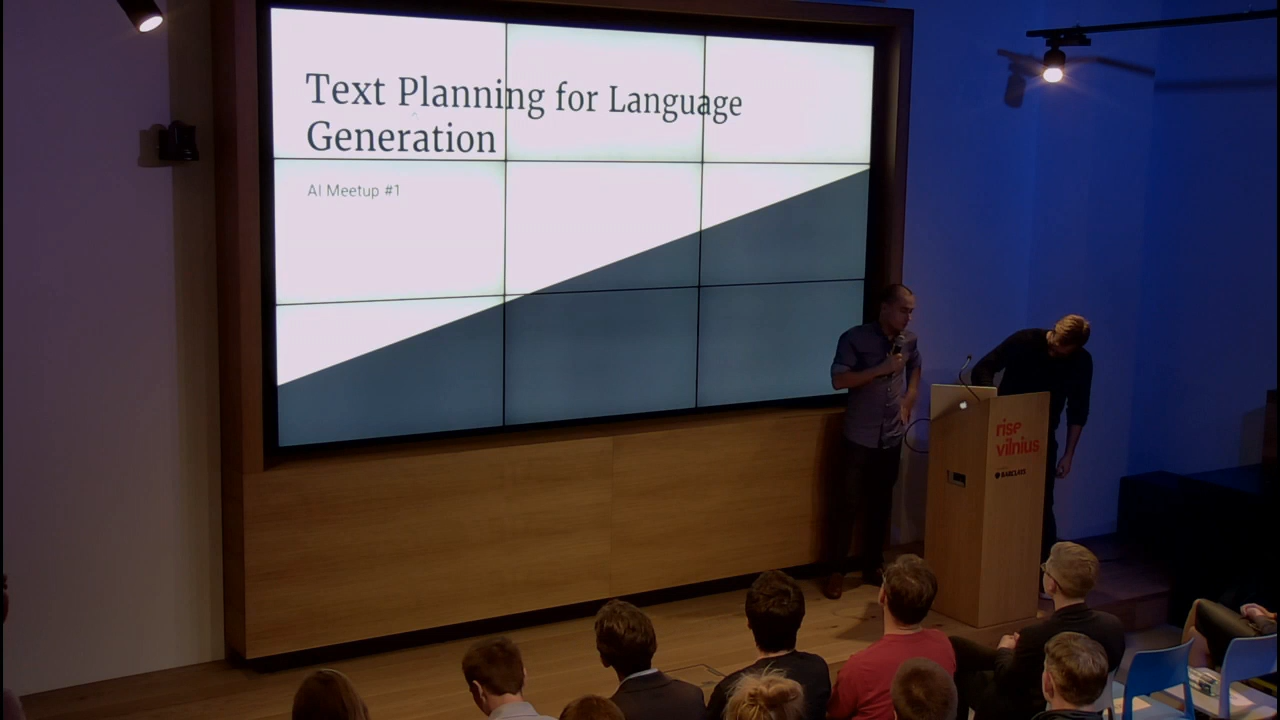 Text Planning for Language
Generation
AI Meetup #1
rise
vilnius
BARCLAYS